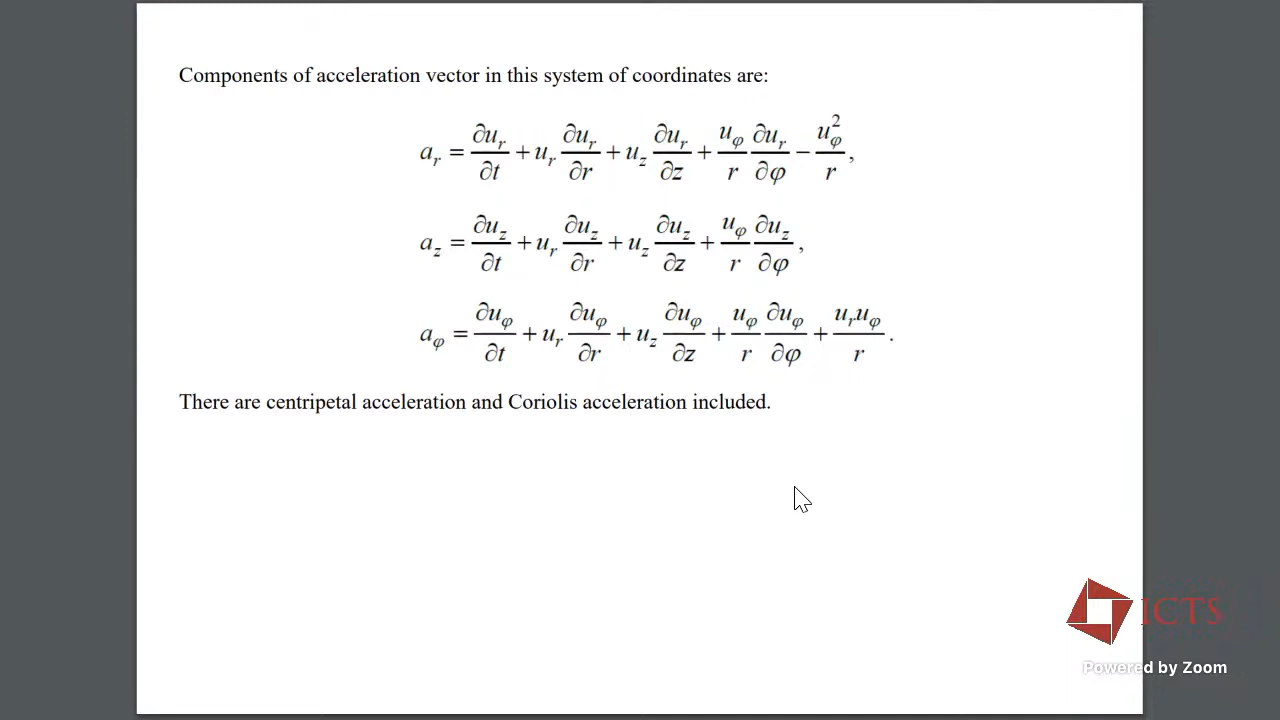 Components of acceleration vector in this system of coordinates are:
a_r = ∂u_r/∂t + u_r ∂u_r/∂r + u_z ∂u_r/∂z + u_φ/r ∂u_r/∂φ − u_φ²/r,
a_z = ∂u_z/∂t + u_r ∂u_z/∂r + u_z ∂u_z/∂z + u_φ/r ∂u_z/∂φ,
a_φ = ∂u_φ/∂t + u_r ∂u_φ/∂r + u_z ∂u_φ/∂z + u_φ/r ∂u_φ/∂φ + u_r u_φ/r.
There are centripetal acceleration and Coriolis acceleration included.
ICTS
Powered by Zoom